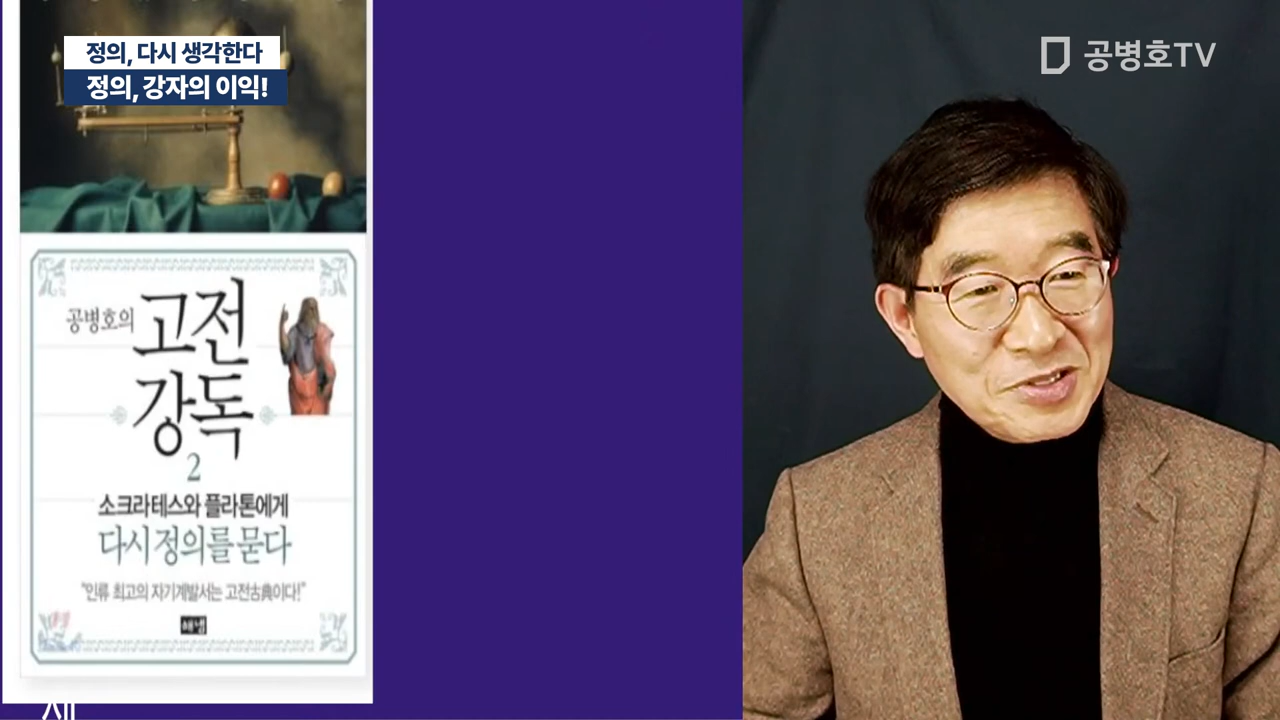 정의, 다시 생각한다
정의, 강자의 이익!
공병호TV
공병호의
고전
강독
2
소크라테스와 플라톤에게
다시 정의를 묻다
"인류 최고의 자기계발서는 고전古典이다!"
해냄